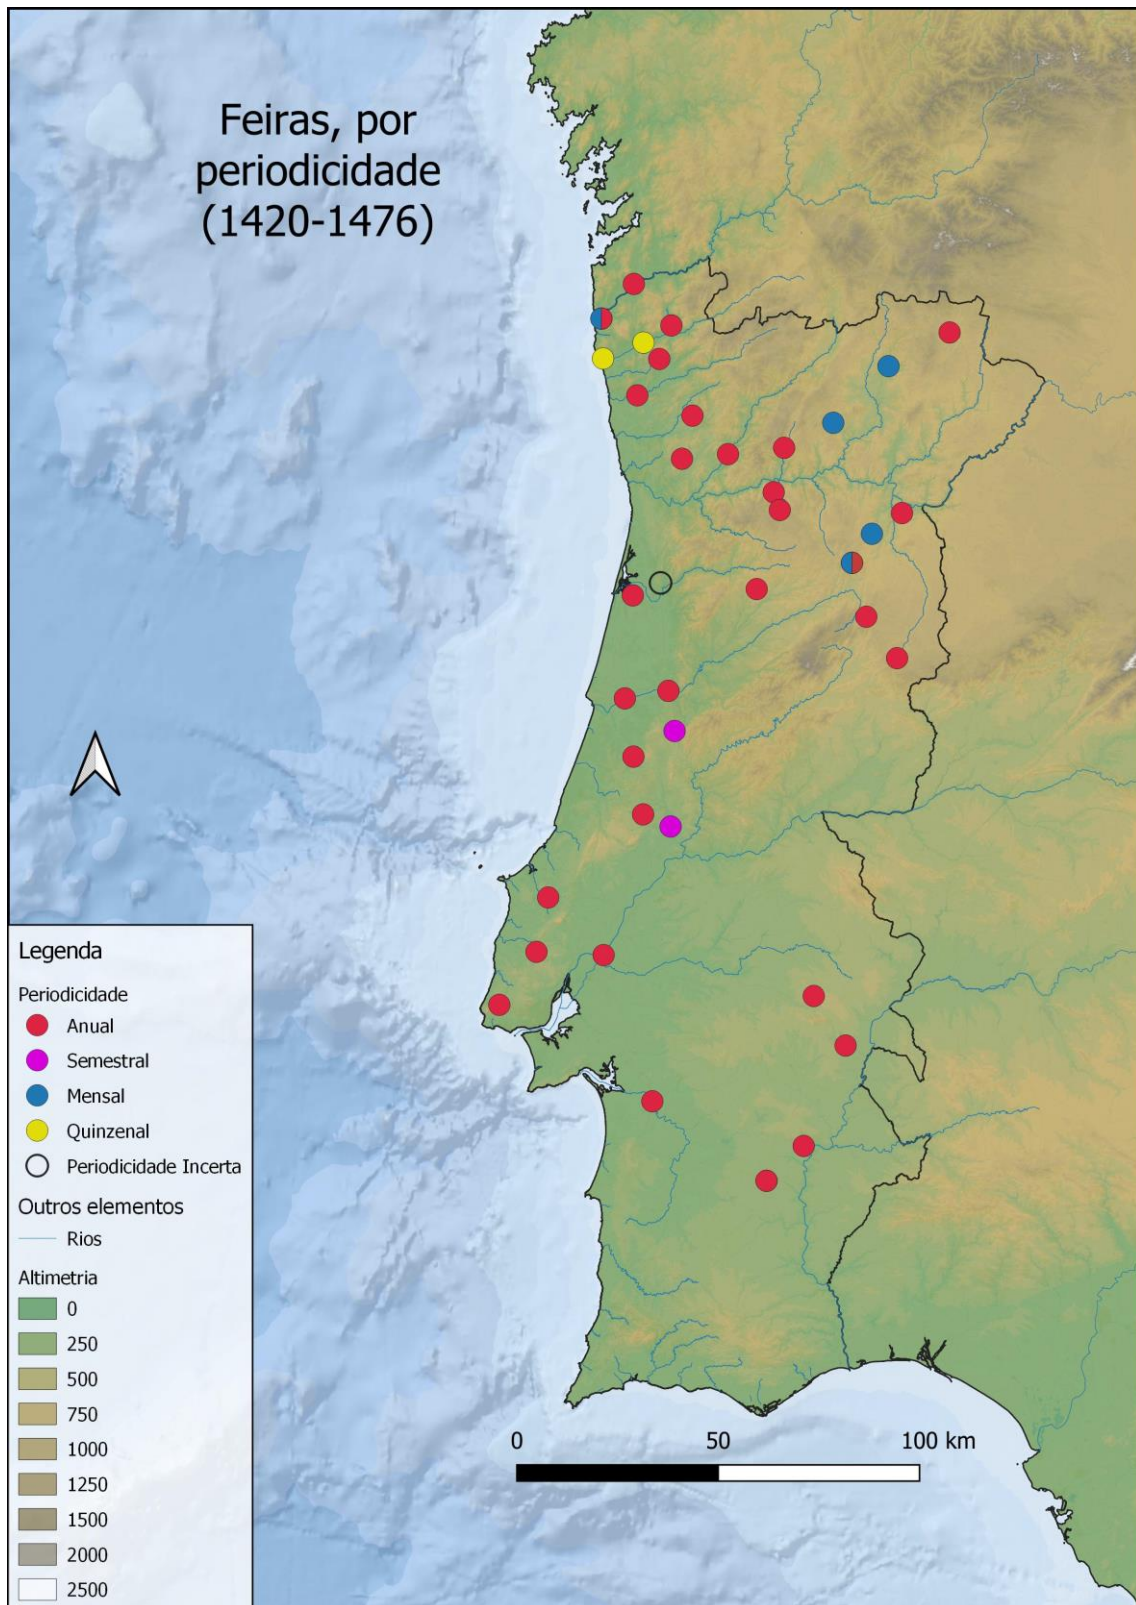 Feiras, por
periodicidade
(1420-1476)
Legenda
Periodicidade
Anual
Semestral
Mensal
Quinzenal
Periodicidade Incerta
Outros elementos
Rios
Altimetria
0
250
500
750
1000
1250
1500
2000
2500
0 50 100 km